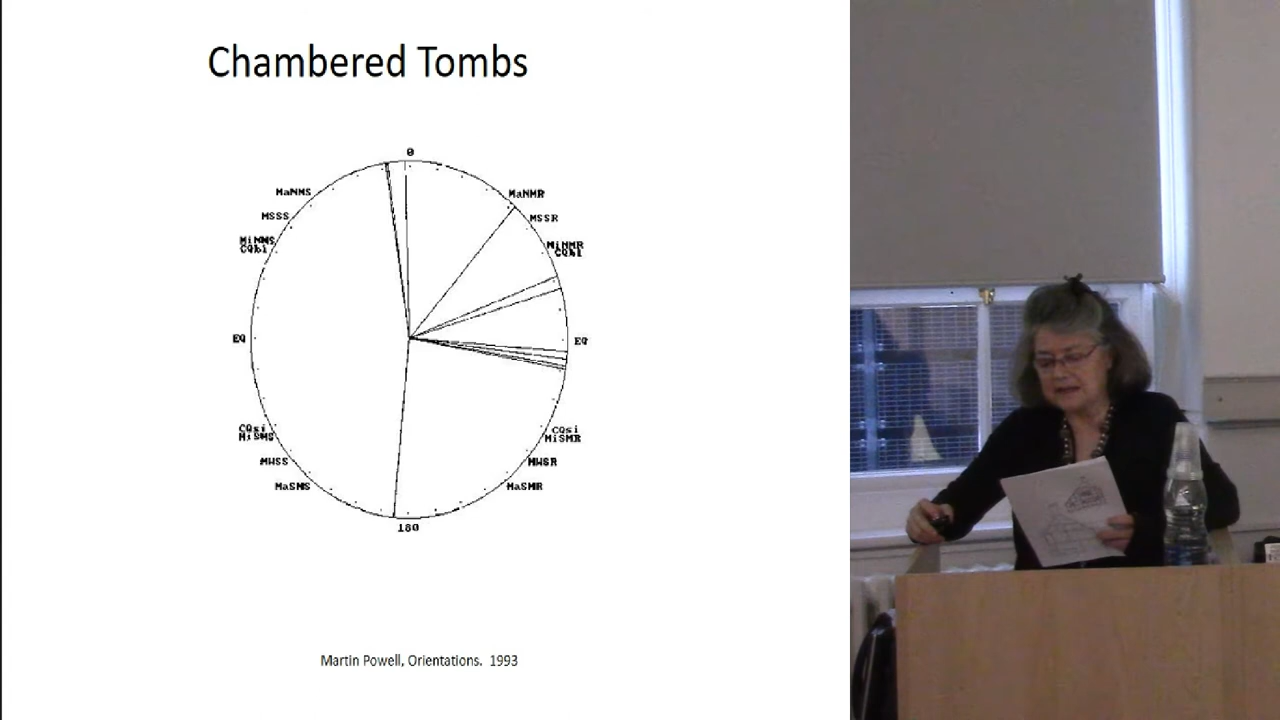 Chambered Tombs
0
MaNMS
MaNMR
MSSS
MSSR
MiNMS
MiNMR
CQbl
CQbl
EQ
EQ
CQsi
CQsi
MiSMS
MiSMR
MWSS
MWSR
MaSMS
MaSMR
180
Martin Powell, Orientations. 1993